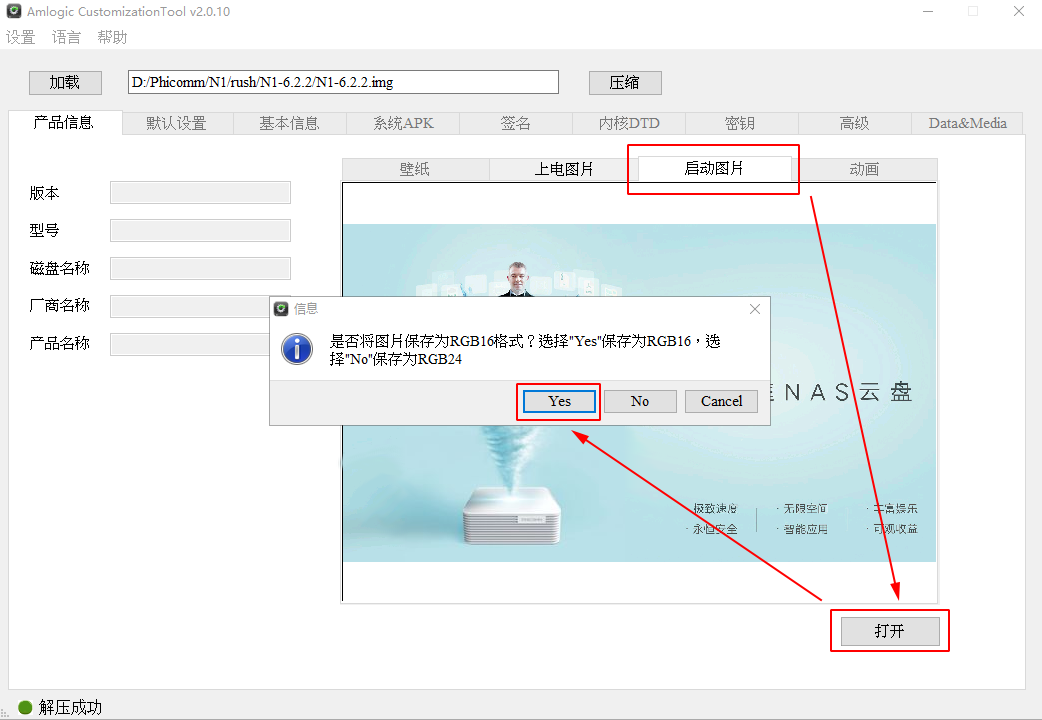 Amlogic CustomizationTool v2.0.10
设置 语言 帮助
加载 D:/Phicomm/N1/rush/N1-6.2.2/N1-6.2.2.img 压缩
产品信息 默认设置 基本信息 系统APK 签名 内核DTD 密钥 高级 Data&Media
壁纸 上电图片 启动图片 动画
版本
型号
磁盘名称
厂商名称
产品名称
信息
是否将图片保存为RGB16格式？选择"Yes"保存为RGB16，选
择"No"保存为RGB24
Yes No Cancel
NAS云盘
· 极致速度 · 无限空间 · 丰富娱乐
· 永恒安全 · 智能应用 · 可观收益
打开
解压成功